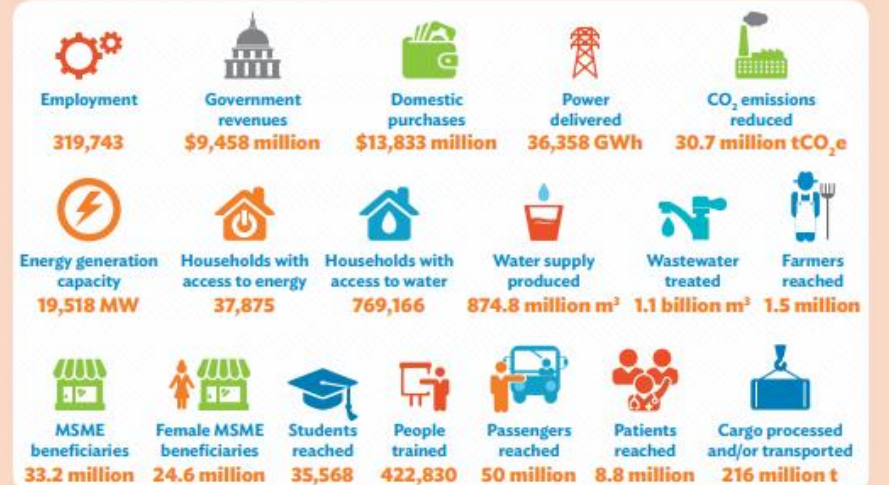 Employment
319,743
Government
revenues
$9,458 million
Domestic
purchases
$13,833 million
Power
delivered
36,358 GWh
CO₂ emissions
reduced
30.7 million tCO₂e
Energy generation
capacity
19,518 MW
Households with
access to energy
37,875
Households with
access to water
769,166
Water supply
produced
874.8 million m³
Wastewater
treated
1.1 billion m³
Farmers
reached
1.5 million
MSME
beneficiaries
33.2 million
Female MSME
beneficiaries
24.6 million
Students
reached
35,568
People
trained
422,830
Passengers
reached
50 million
Patients
reached
8.8 million
Cargo processed
and/or transported
216 million t